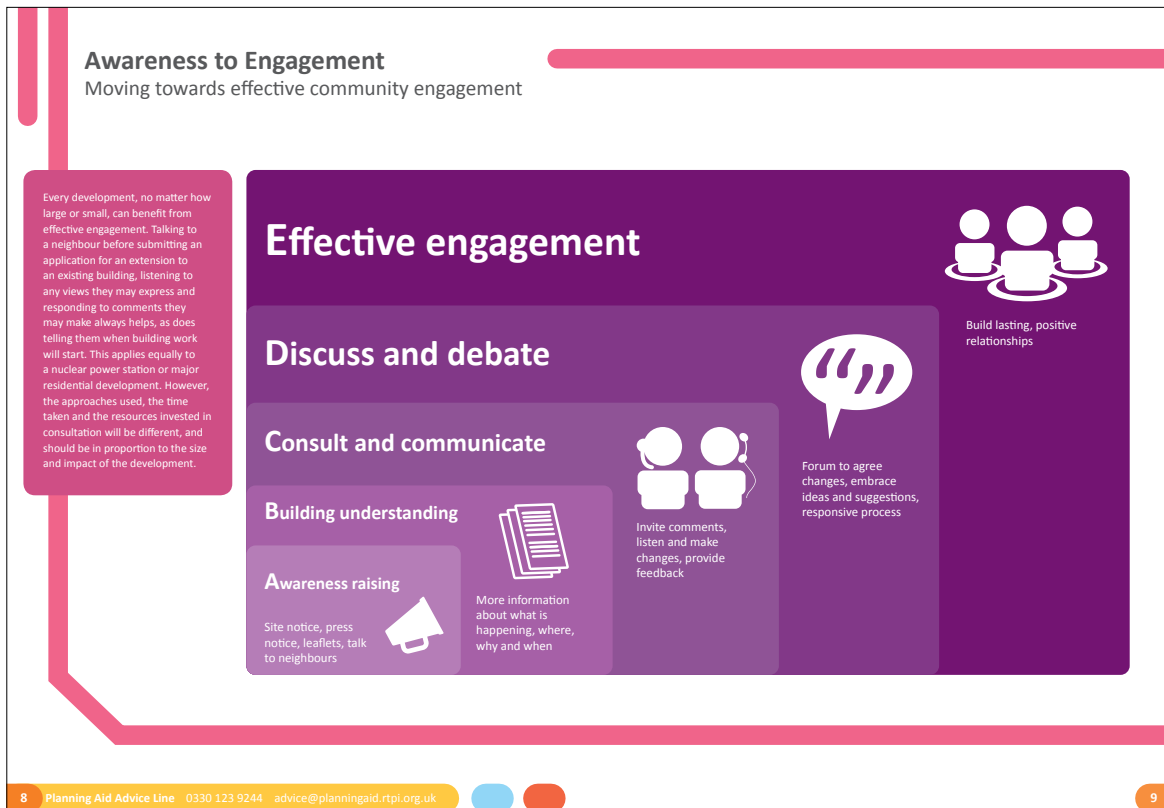 Awareness to Engagement
Moving towards effective community engagement
Every development, no matter how
large or small, can benefit from
effective engagement. Talking to
a neighbour before submitting an
application for an extension to
an existing building, listening to
any views they may express and
responding to comments they
may make always helps, as does
telling them when building work
will start. This applies equally to
a nuclear power station or major
residential development. However,
the approaches used, the time
taken and the resources invested in
consultation will be different, and
should be in proportion to the size
and impact of the development.
Effective engagement
Build lasting, positive
relationships
Discuss and debate
Forum to agree
changes, embrace
ideas and suggestions,
responsive process
Consult and communicate
Invite comments,
listen and make
changes, provide
feedback
Building understanding
More information
about what is
happening, where,
why and when
Awareness raising
Site notice, press
notice, leaflets, talk
to neighbours
8 Planning Aid Advice Line 0330 123 9244 advice@planningaid.rtpi.org.uk
9